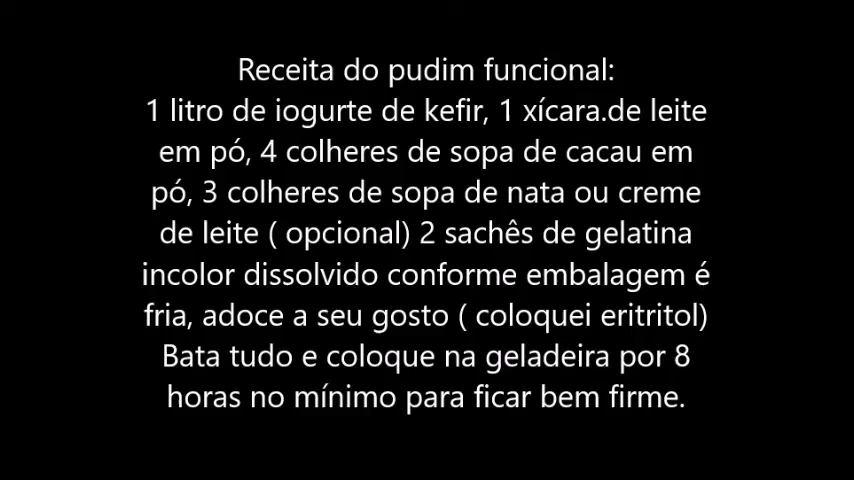 Receita do pudim funcional:
1 litro de iogurte de kefir, 1 xícara.de leite
em pó, 4 colheres de sopa de cacau em
pó, 3 colheres de sopa de nata ou creme
de leite ( opcional) 2 sachês de gelatina
incolor dissolvido conforme embalagem é
fria, adoce a seu gosto ( coloquei eritritol)
Bata tudo e coloque na geladeira por 8
horas no mínimo para ficar bem firme.